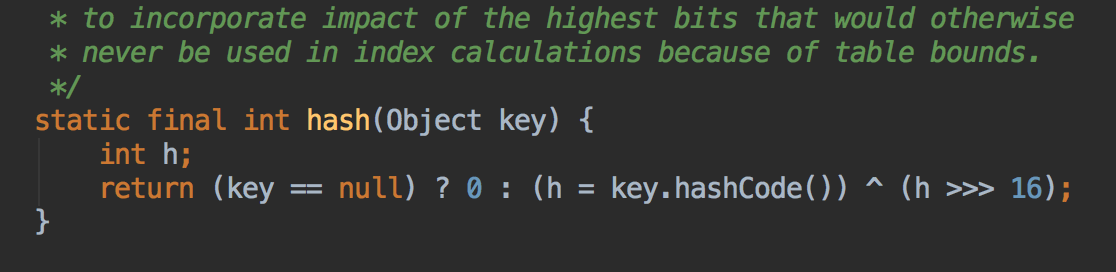 * to incorporate impact of the highest bits that would otherwise
* never be used in index calculations because of table bounds.
*/
static final int hash(Object key) {
int h;
return (key == null) ? 0 : (h = key.hashCode()) ^ (h >>> 16);
}